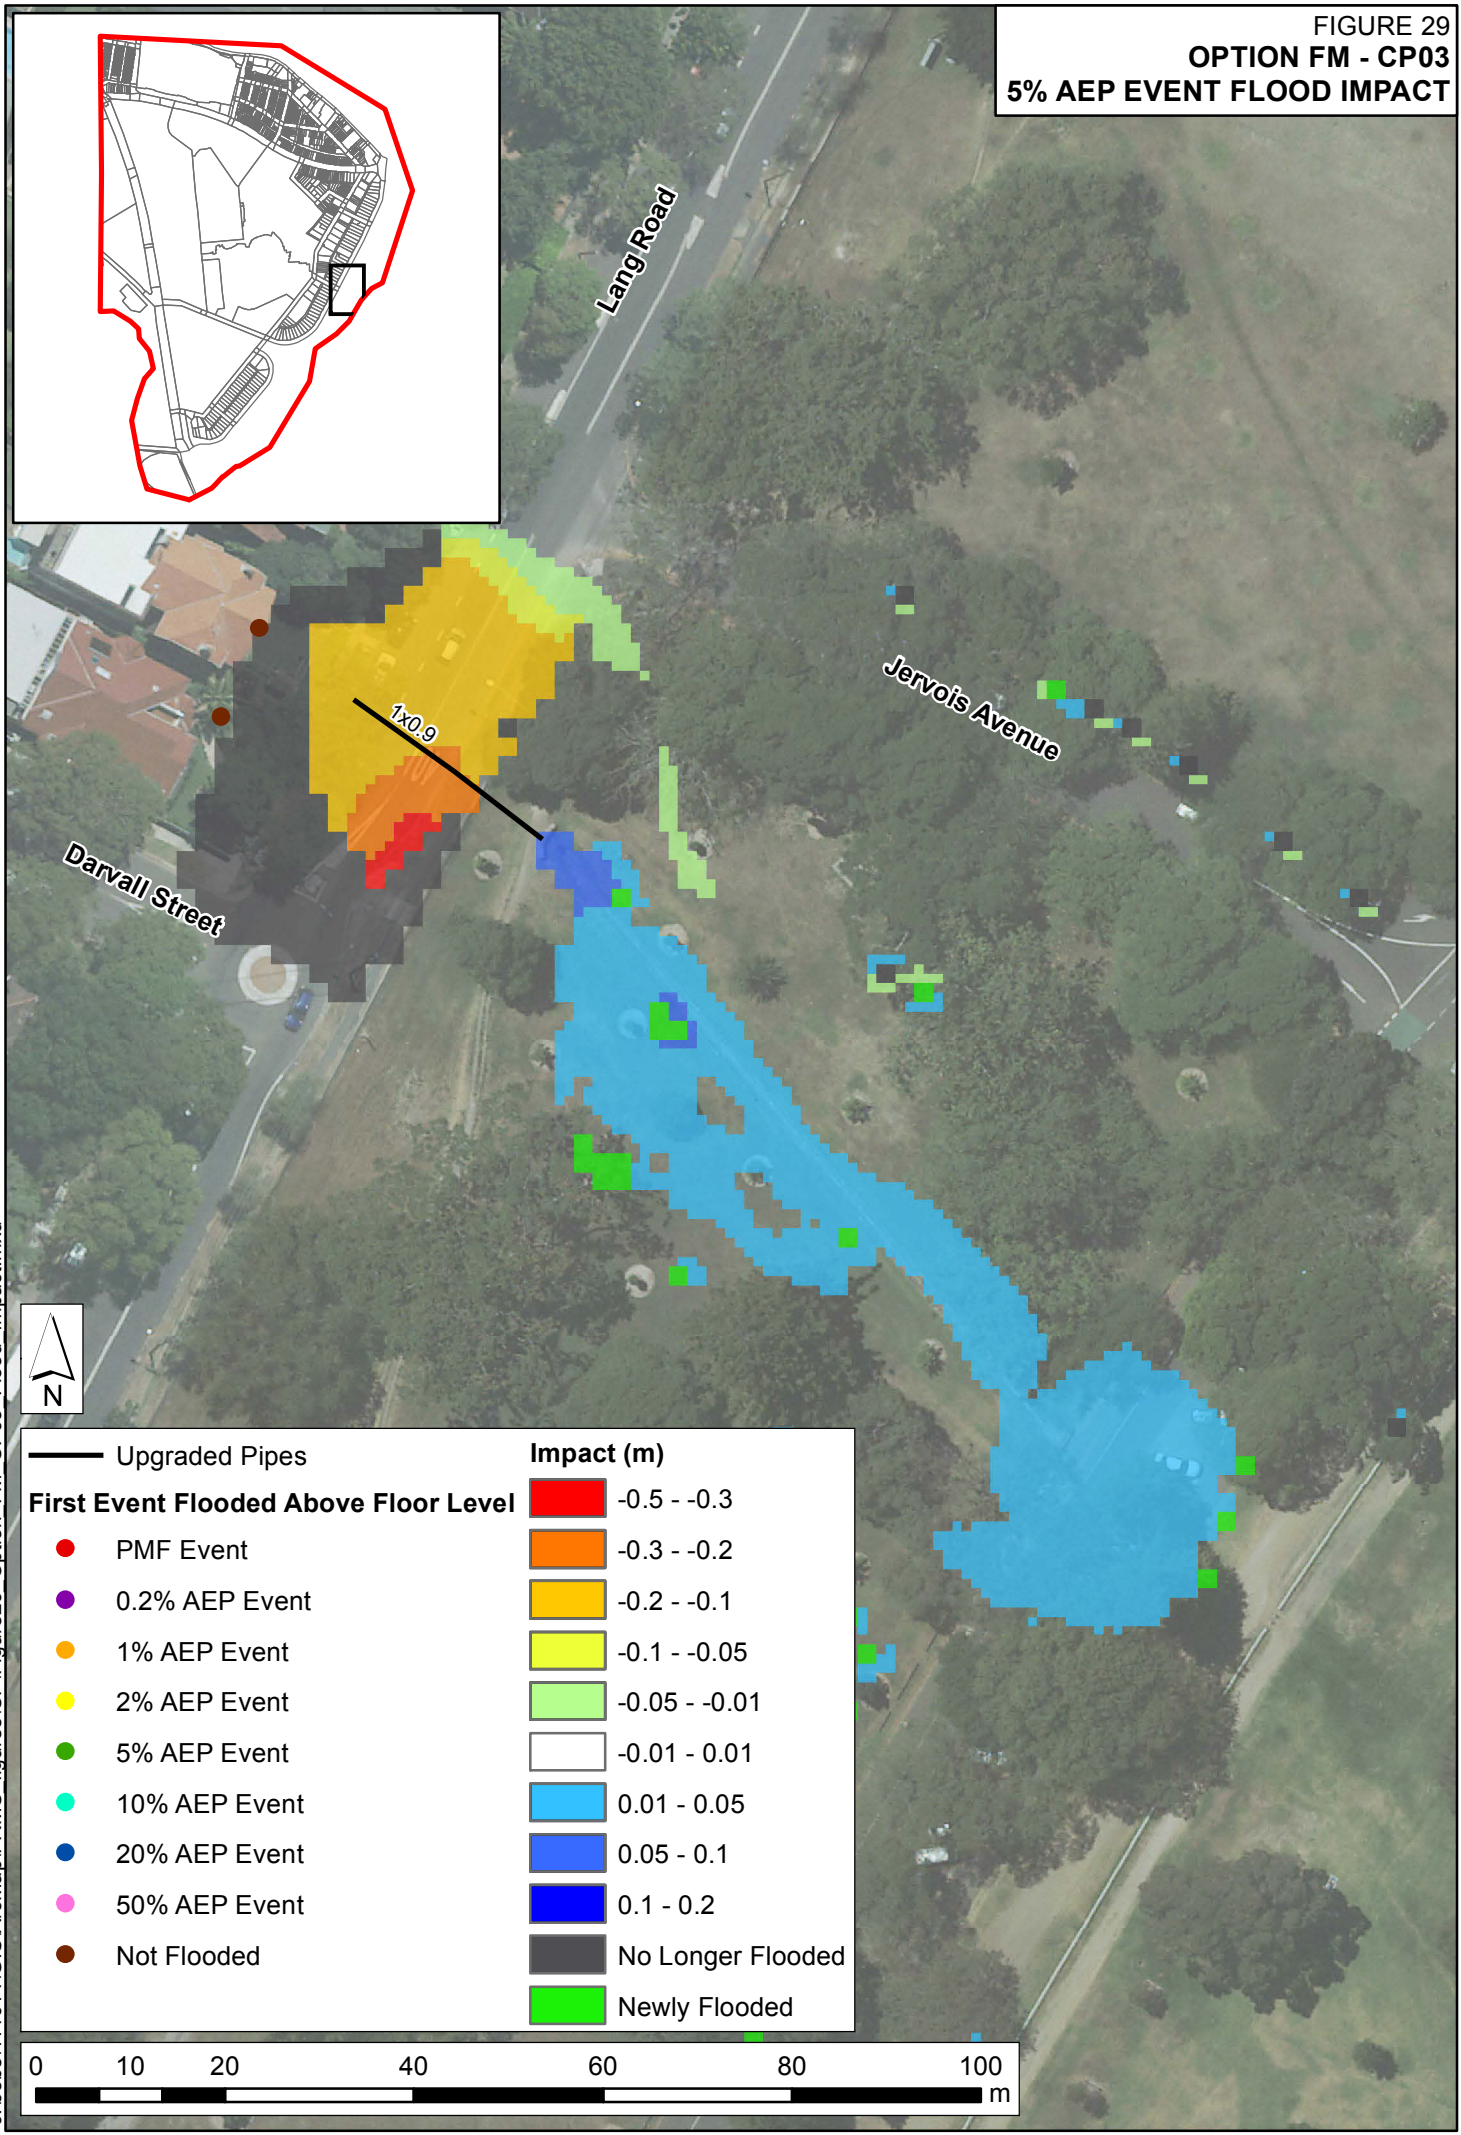 FIGURE 29
OPTION FM - CP03
5% AEP EVENT FLOOD IMPACT
Lang Road
Jervois Avenue
1x0.9
Darvall Street
N
Upgraded Pipes
First Event Flooded Above Floor Level
PMF Event
0.2% AEP Event
1% AEP Event
2% AEP Event
5% AEP Event
10% AEP Event
20% AEP Event
50% AEP Event
Not Flooded
Impact (m)
-0.5 - -0.3
-0.3 - -0.2
-0.2 - -0.1
-0.1 - -0.05
-0.05 - -0.01
-0.01 - 0.01
0.01 - 0.05
0.05 - 0.1
0.1 - 0.2
No Longer Flooded
Newly Flooded
0 10 20 40 60 80 100
m